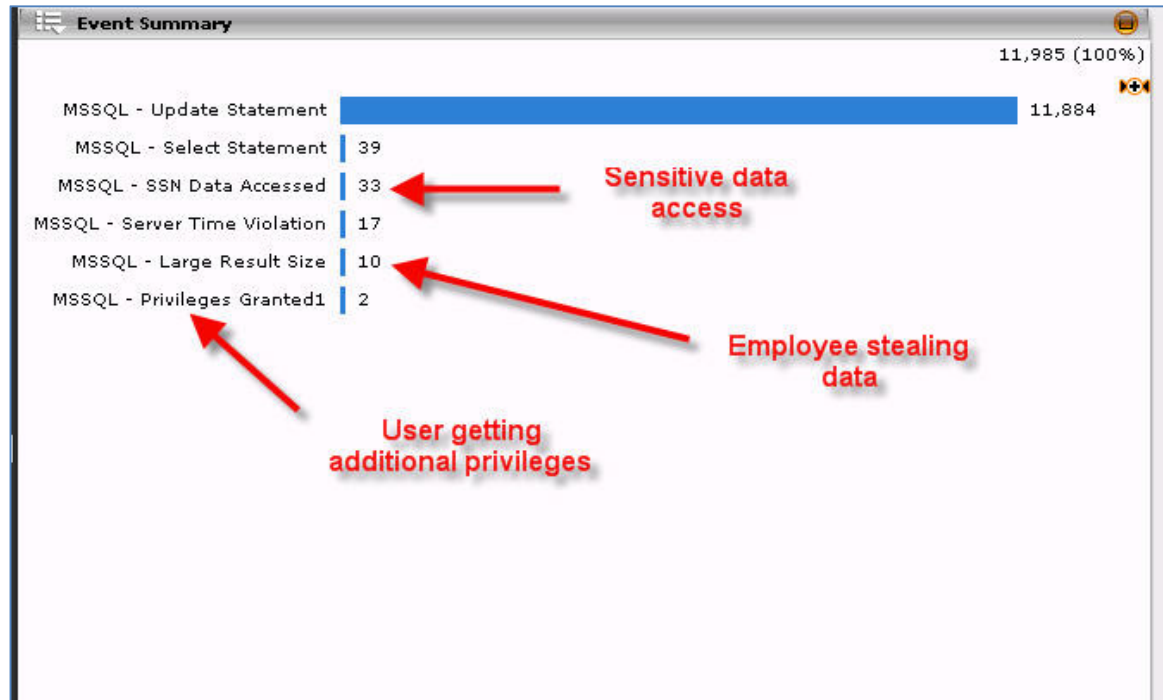 Event Summary
11,985 (100%)
MSSQL - Update Statement 11,884
MSSQL - Select Statement 39
MSSQL - SSN Data Accessed 33
Sensitive data
access
MSSQL - Server Time Violation 17
MSSQL - Large Result Size 10
MSSQL - Privileges Granted1 2
Employee stealing
data
User getting
additional privileges